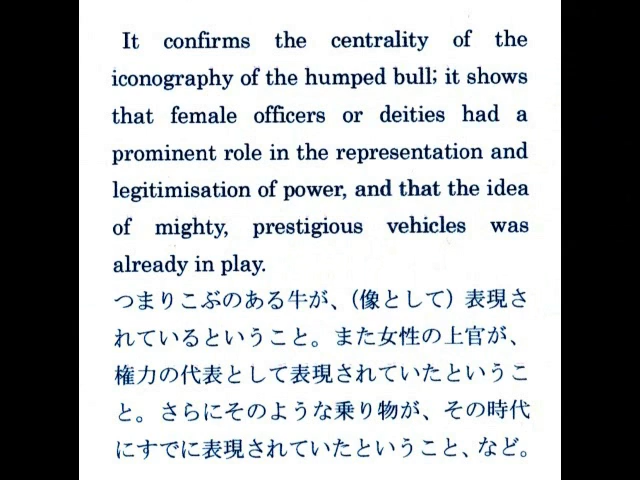 It confirms the centrality of the
iconography of the humped bull; it shows
that female officers or deities had a
prominent role in the representation and
legitimisation of power, and that the idea
of mighty, prestigious vehicles was
already in play.
つまりこぶのある牛が、（像として）表現さ
れているということ。また女性の上官が、
権力の代表として表現されていたというこ
と。さらにそのような乗り物が、その時代
にすでに表現されていたということ、など。